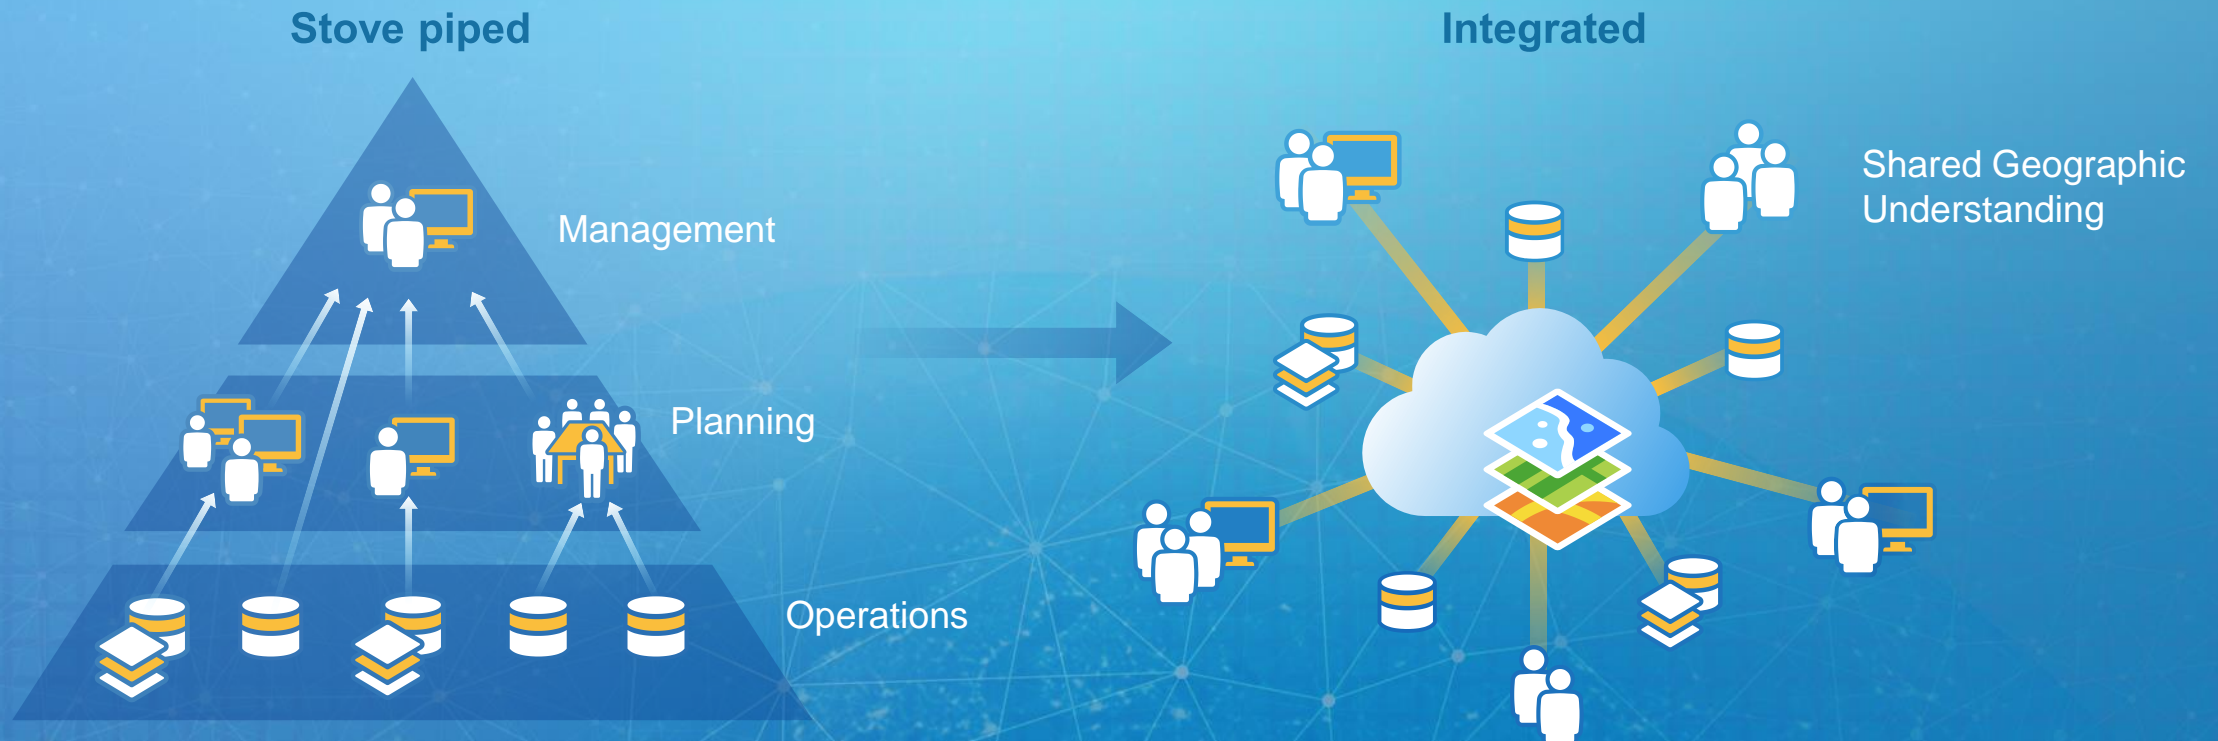 Stove piped
Integrated
Management
Planning
Operations
Shared Geographic
Understanding